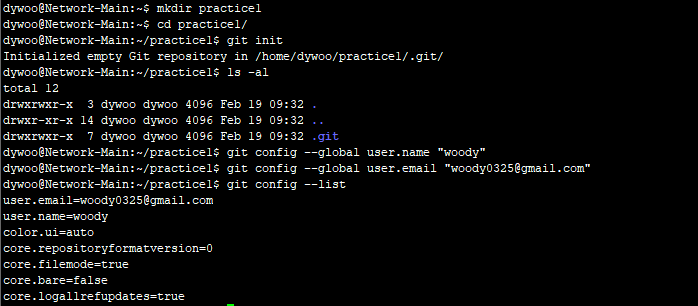 dywoo@Network-Main:~$ mkdir practice1
dywoo@Network-Main:~$ cd practice1/
dywoo@Network-Main:~/practice1$ git init
Initialized empty Git repository in /home/dywoo/practice1/.git/
dywoo@Network-Main:~/practice1$ ls -al
total 12
drwxrwxr-x  3 dywoo dywoo 4096 Feb 19 09:32 .
drwxr-xr-x 14 dywoo dywoo 4096 Feb 19 09:32 ..
drwxrwxr-x  7 dywoo dywoo 4096 Feb 19 09:32 .git
dywoo@Network-Main:~/practice1$ git config --global user.name "woody"
dywoo@Network-Main:~/practice1$ git config --global user.email "woody0325@gmail.com"
dywoo@Network-Main:~/practice1$ git config --list
user.email=woody0325@gmail.com
user.name=woody
color.ui=auto
core.repositoryformatversion=0
core.filemode=true
core.bare=false
core.logallrefupdates=true